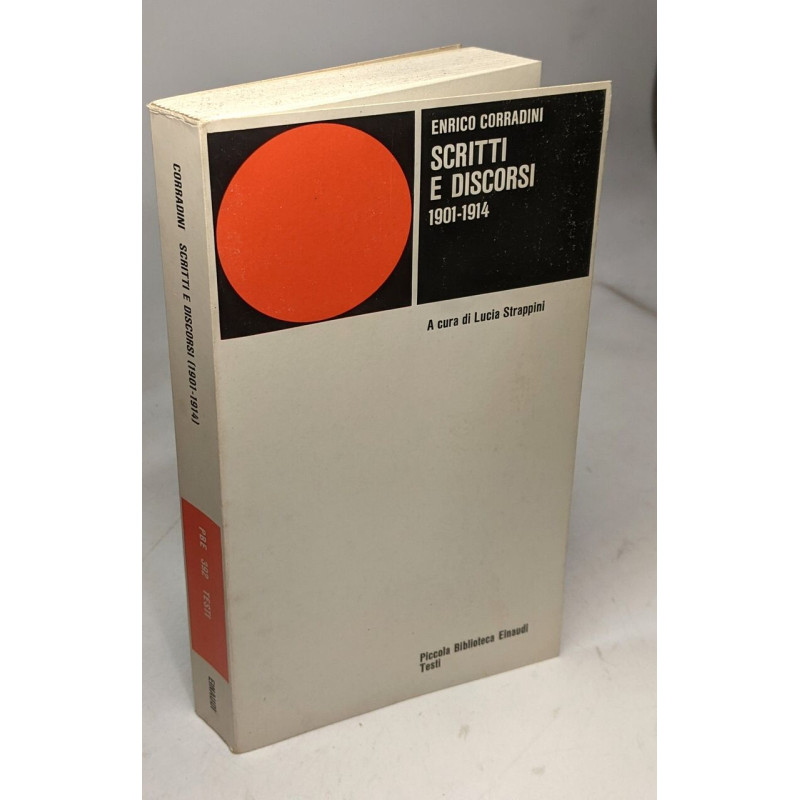 ENRICO CORRADINI
SCRITTI
E DISCORSI
1901-1914
A cura di Lucia Strappini
Piccola Biblioteca Einaudi
Testi
CORRADINI SCRITTI E DISCORSI (1901-1914)
PBE 392 TESTI
EINAUDI